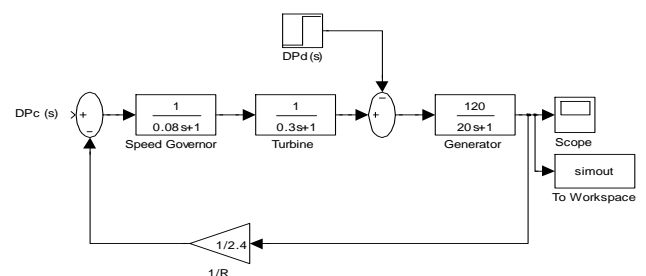 DPd (s)
DPc (s)
+
−
1
0.08s+1
Speed Governor
1
0.3s+1
Turbine
−
+
120
20s+1
Generator
Scope
simout
To Workspace
1/2.4
1/R